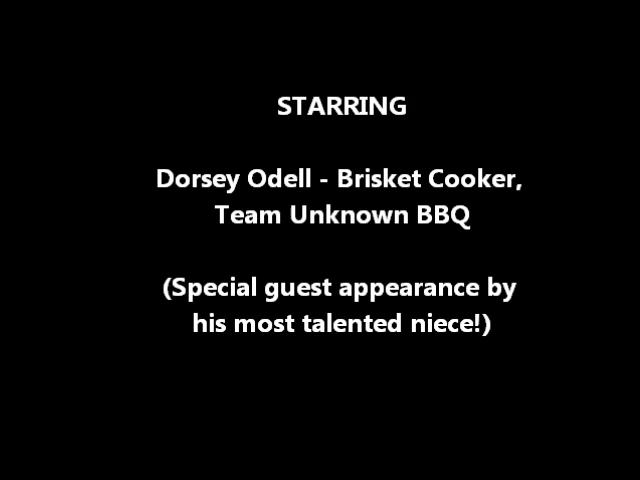 STARRING
Dorsey Odell - Brisket Cooker,
Team Unknown BBQ
(Special guest appearance by
his most talented niece!)